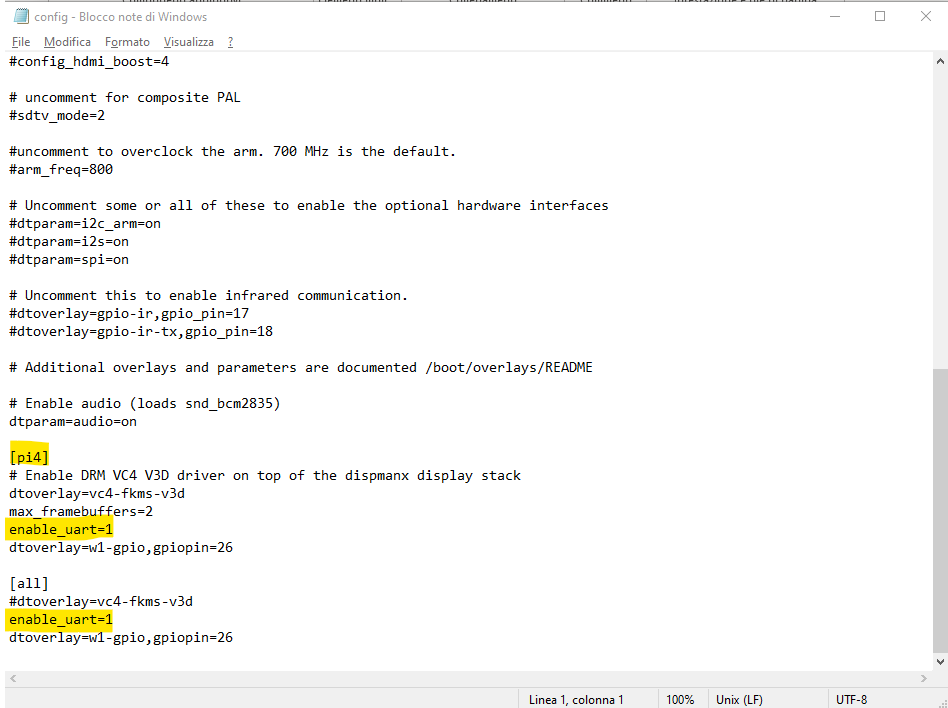 config - Blocco note di Windows
File Modifica Formato Visualizza ?
#config_hdmi_boost=4
# uncomment for composite PAL
#sdtv_mode=2
#uncomment to overclock the arm. 700 MHz is the default.
#arm_freq=800
# Uncomment some or all of these to enable the optional hardware interfaces
#dtparam=i2c_arm=on
#dtparam=i2s=on
#dtparam=spi=on
# Uncomment this to enable infrared communication.
#dtoverlay=gpio-ir,gpio_pin=17
#dtoverlay=gpio-ir-tx,gpio_pin=18
# Additional overlays and parameters are documented /boot/overlays/README
# Enable audio (loads snd_bcm2835)
dtparam=audio=on
[pi4]
# Enable DRM VC4 V3D driver on top of the dispmanx display stack
dtoverlay=vc4-fkms-v3d
max_framebuffers=2
enable_uart=1
dtoverlay=w1-gpio,gpiopin=26
[all]
#dtoverlay=vc4-fkms-v3d
enable_uart=1
dtoverlay=w1-gpio,gpiopin=26
Linea 1, colonna 1 100% Unix (LF) UTF-8